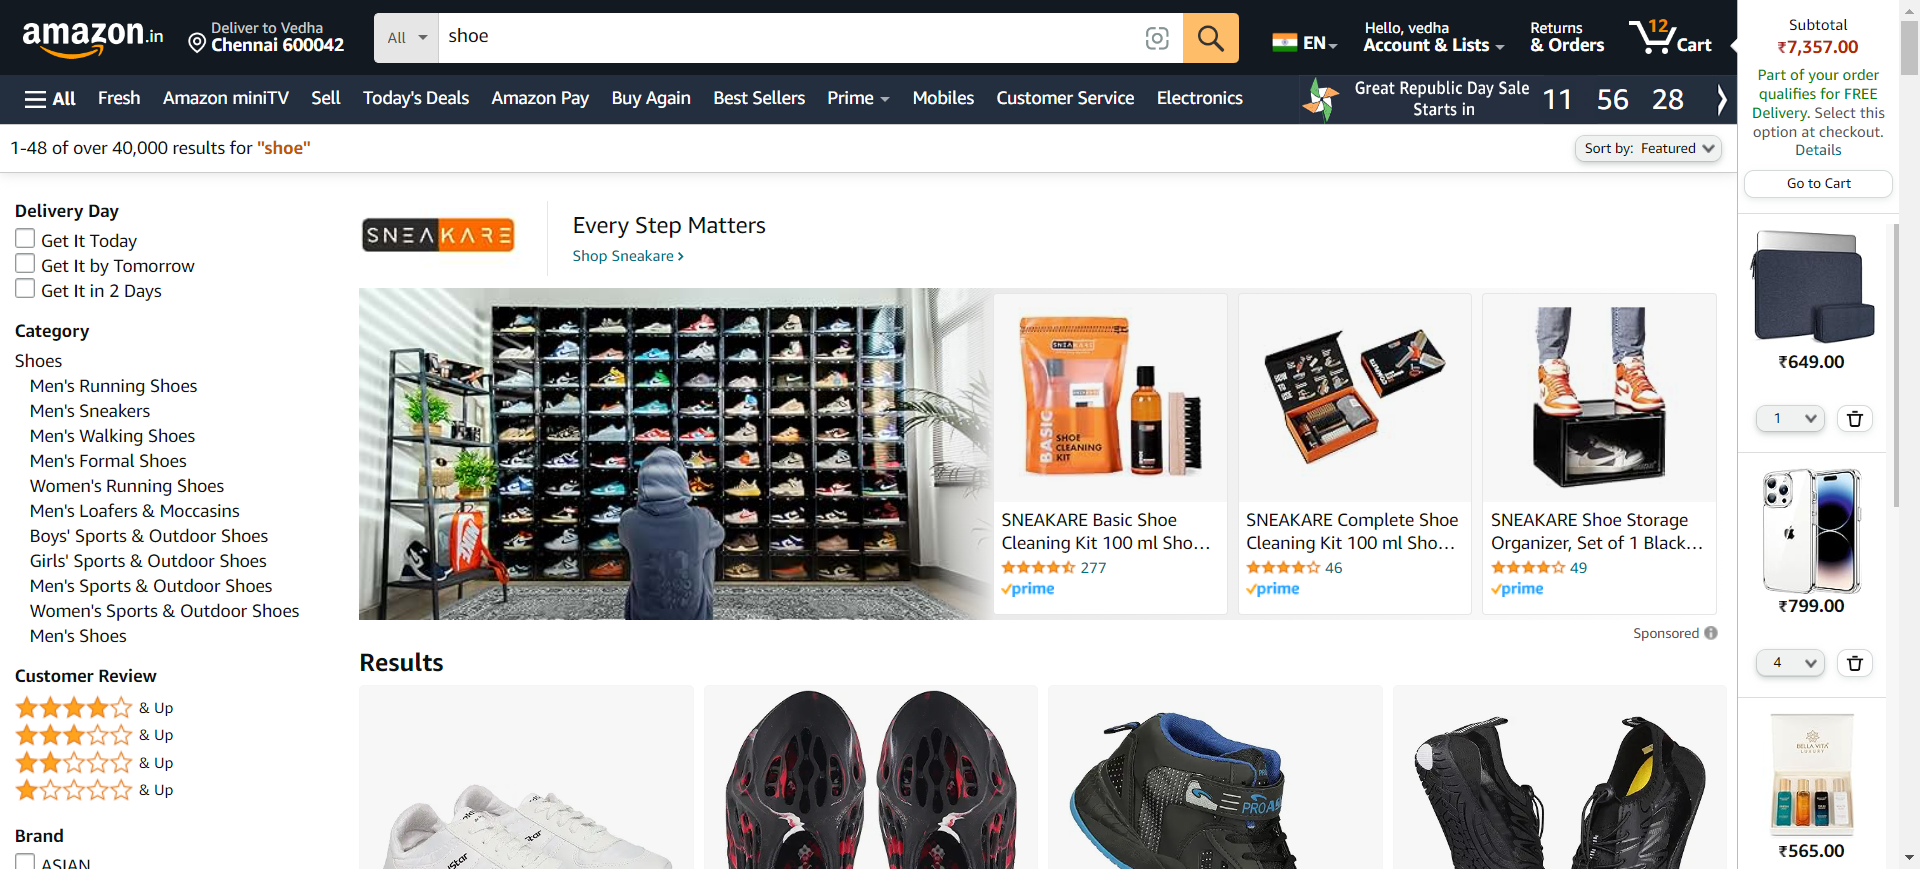 amazon.in
Deliver to Vedha
Chennai 600042
All
shoe
EN
Hello, vedha
Account & Lists
Returns
& Orders
12
Cart
All
Fresh
Amazon miniTV
Sell
Today's Deals
Amazon Pay
Buy Again
Best Sellers
Prime
Mobiles
Customer Service
Electronics
Great Republic Day Sale
Starts in
11 56 28
1-48 of over 40,000 results for "shoe"
Sort by: Featured
Delivery Day
Get It Today
Get It by Tomorrow
Get It in 2 Days
Category
Shoes
Men's Running Shoes
Men's Sneakers
Men's Walking Shoes
Men's Formal Shoes
Women's Running Shoes
Men's Loafers & Moccasins
Boys' Sports & Outdoor Shoes
Girls' Sports & Outdoor Shoes
Men's Sports & Outdoor Shoes
Women's Sports & Outdoor Shoes
Men's Shoes
Customer Review
& Up
& Up
& Up
& Up
Brand
ASIAN
SNEAKARE
Every Step Matters
Shop Sneakare ›
SNEAKARE
BASIC
SHOE
CLEANING
KIT
SNEAKARE Basic Shoe
Cleaning Kit 100 ml Sho...
277
prime
SNEAKARE Complete Shoe
Cleaning Kit 100 ml Sho...
46
prime
SNEAKARE Shoe Storage
Organizer, Set of 1 Black...
49
prime
Sponsored
Results
Subtotal
₹7,357.00
Part of your order
qualifies for FREE
Delivery. Select this
option at checkout.
Details
Go to Cart
₹649.00
1
₹799.00
4
BELLA VITA
LUXURY
₹565.00